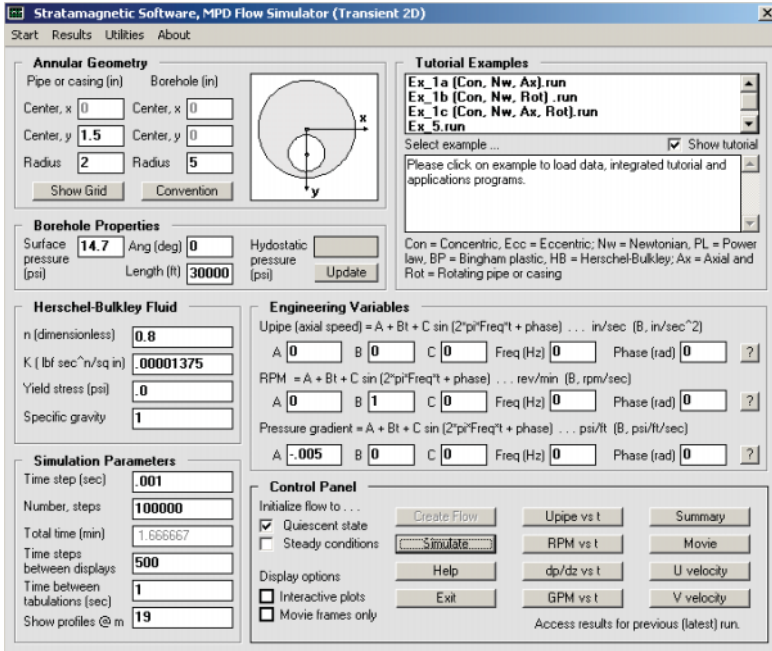 Stratamagnetic Software, MPD Flow Simulator (Transient 2D)
Start Results Utilities About
Annular Geometry
Pipe or casing (in) Borehole (in)
Center, x 0 Center, x 0
Center, y 1.5 Center, y 0
Radius 2 Radius 5
Show Grid Convention
x
y
Tutorial Examples
Ex_1a (Con, Nw, Ax).run
Ex_1b (Con, Nw, Rot) .run
Ex_1c (Con, Nw, Ax, Rot).run
Ex_5.run
Select example ... Show tutorial
Please click on example to load data, integrated tutorial and
applications programs.
Con = Concentric, Ecc = Eccentric; Nw = Newtonian, PL = Power
law, BP = Bingham plastic, HB = Herschel-Bulkley; Ax = Axial and
Rot = Rotating pipe or casing
Borehole Properties
Surface pressure (psi) 14.7 Ang (deg) 0 Hydostatic pressure (psi)
Length (ft) 30000 Update
Herschel-Bulkley Fluid
n (dimensionless) 0.8
K ( lbf sec^n/sq in) .00001375
Yield stress (psi) .0
Specific gravity 1
Engineering Variables
Upipe (axial speed) = A + Bt + C sin (2*pi*Freq*t + phase) . . . in/sec (B, in/sec^2)
A 0 B 0 C 0 Freq (Hz) 0 Phase (rad) 0 ?
RPM = A + Bt + C sin (2*pi*Freq*t + phase) . . . rev/min (B, rpm/sec)
A 0 B 1 C 0 Freq (Hz) 0 Phase (rad) 0 ?
Pressure gradient = A + Bt + C sin (2*pi*Freq*t + phase) . . . psi/ft (B, psi/ft/sec)
A -.005 B 0 C 0 Freq (Hz) 0 Phase (rad) 0 ?
Simulation Parameters
Time step (sec) .001
Number, steps 100000
Total time (min) 1.666667
Time steps
between displays 500
Time between
tabulations (sec) 1
Show profiles @ m 19
Control Panel
Initialize flow to . . .
Quiescent state
Steady conditions
Display options
Interactive plots
Movie frames only
Create Flow Upipe vs t Summary
Simulate RPM vs t Movie
Help dp/dz vs t U velocity
Exit GPM vs t V velocity
Access results for previous (latest) run.